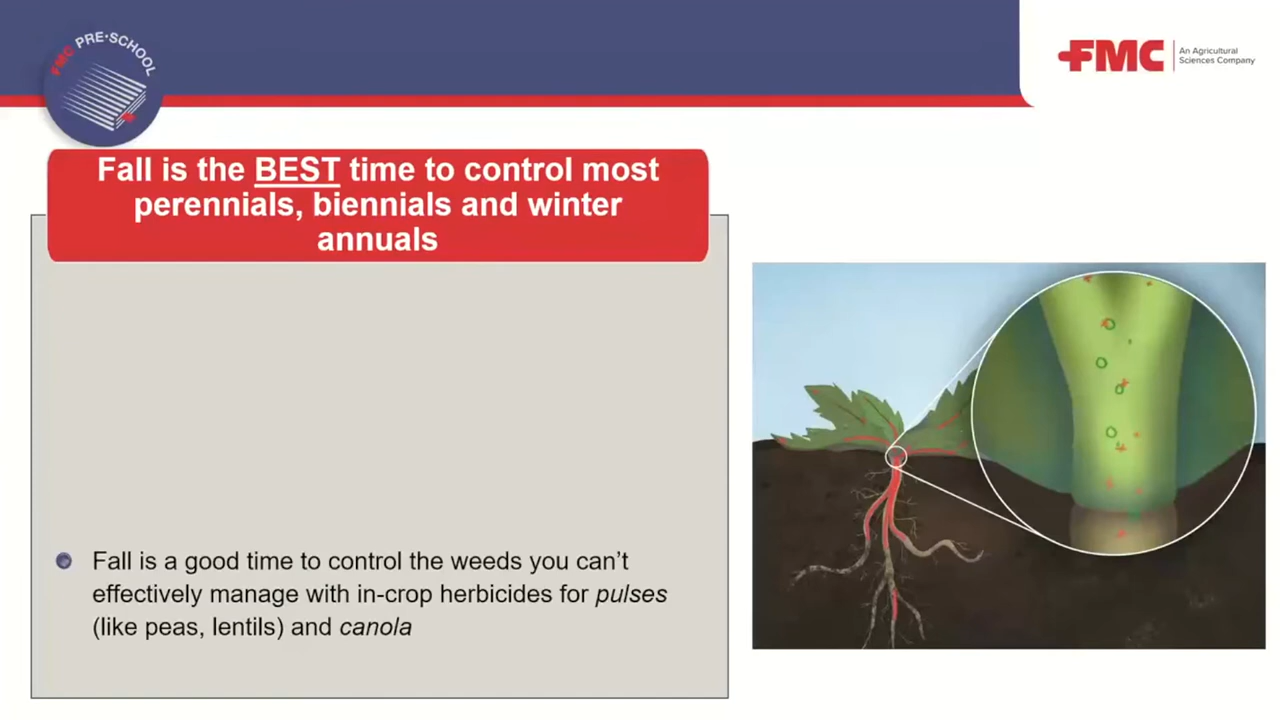 FMC PRE·SCHOOL
FMC
An Agricultural
Sciences Company
Fall is the BEST time to control most
perennials, biennials and winter
annuals
Fall is a good time to control the weeds you can't
effectively manage with in-crop herbicides for pulses
(like peas, lentils) and canola